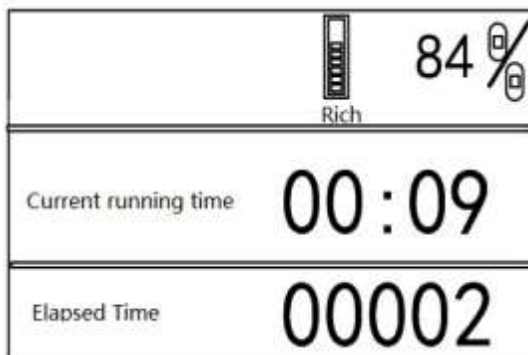 84%
Rich
Current running time 00:09
Elapsed Time 00002